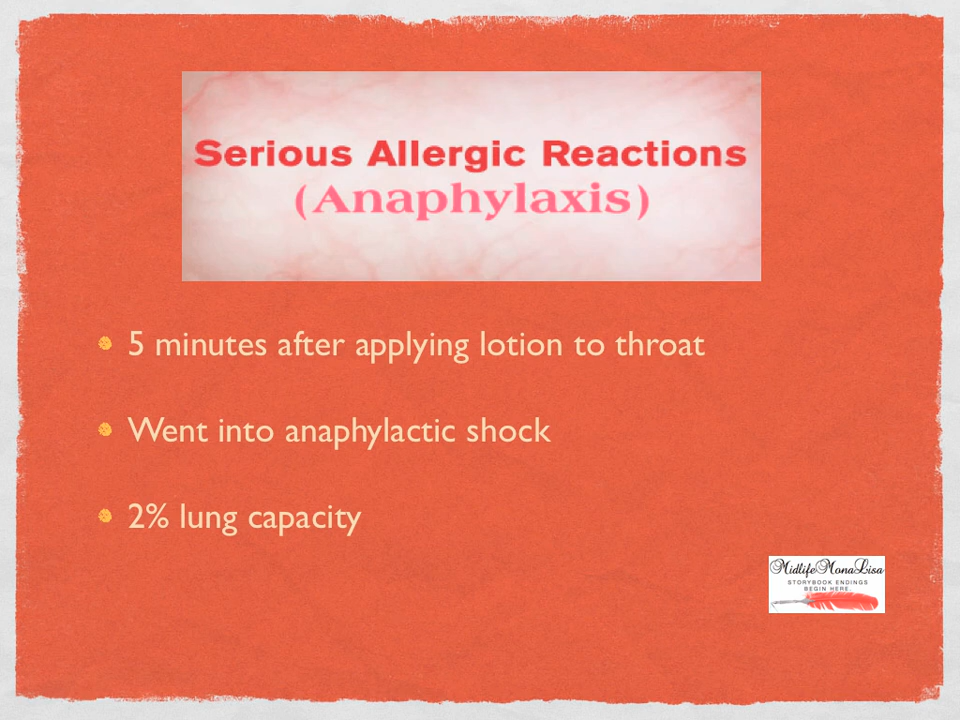 Serious Allergic Reactions
(Anaphylaxis)
5 minutes after applying lotion to throat
Went into anaphylactic shock
2% lung capacity
MidlifeMonaLisa
STORYBOOK ENDINGS
BEGIN HERE.